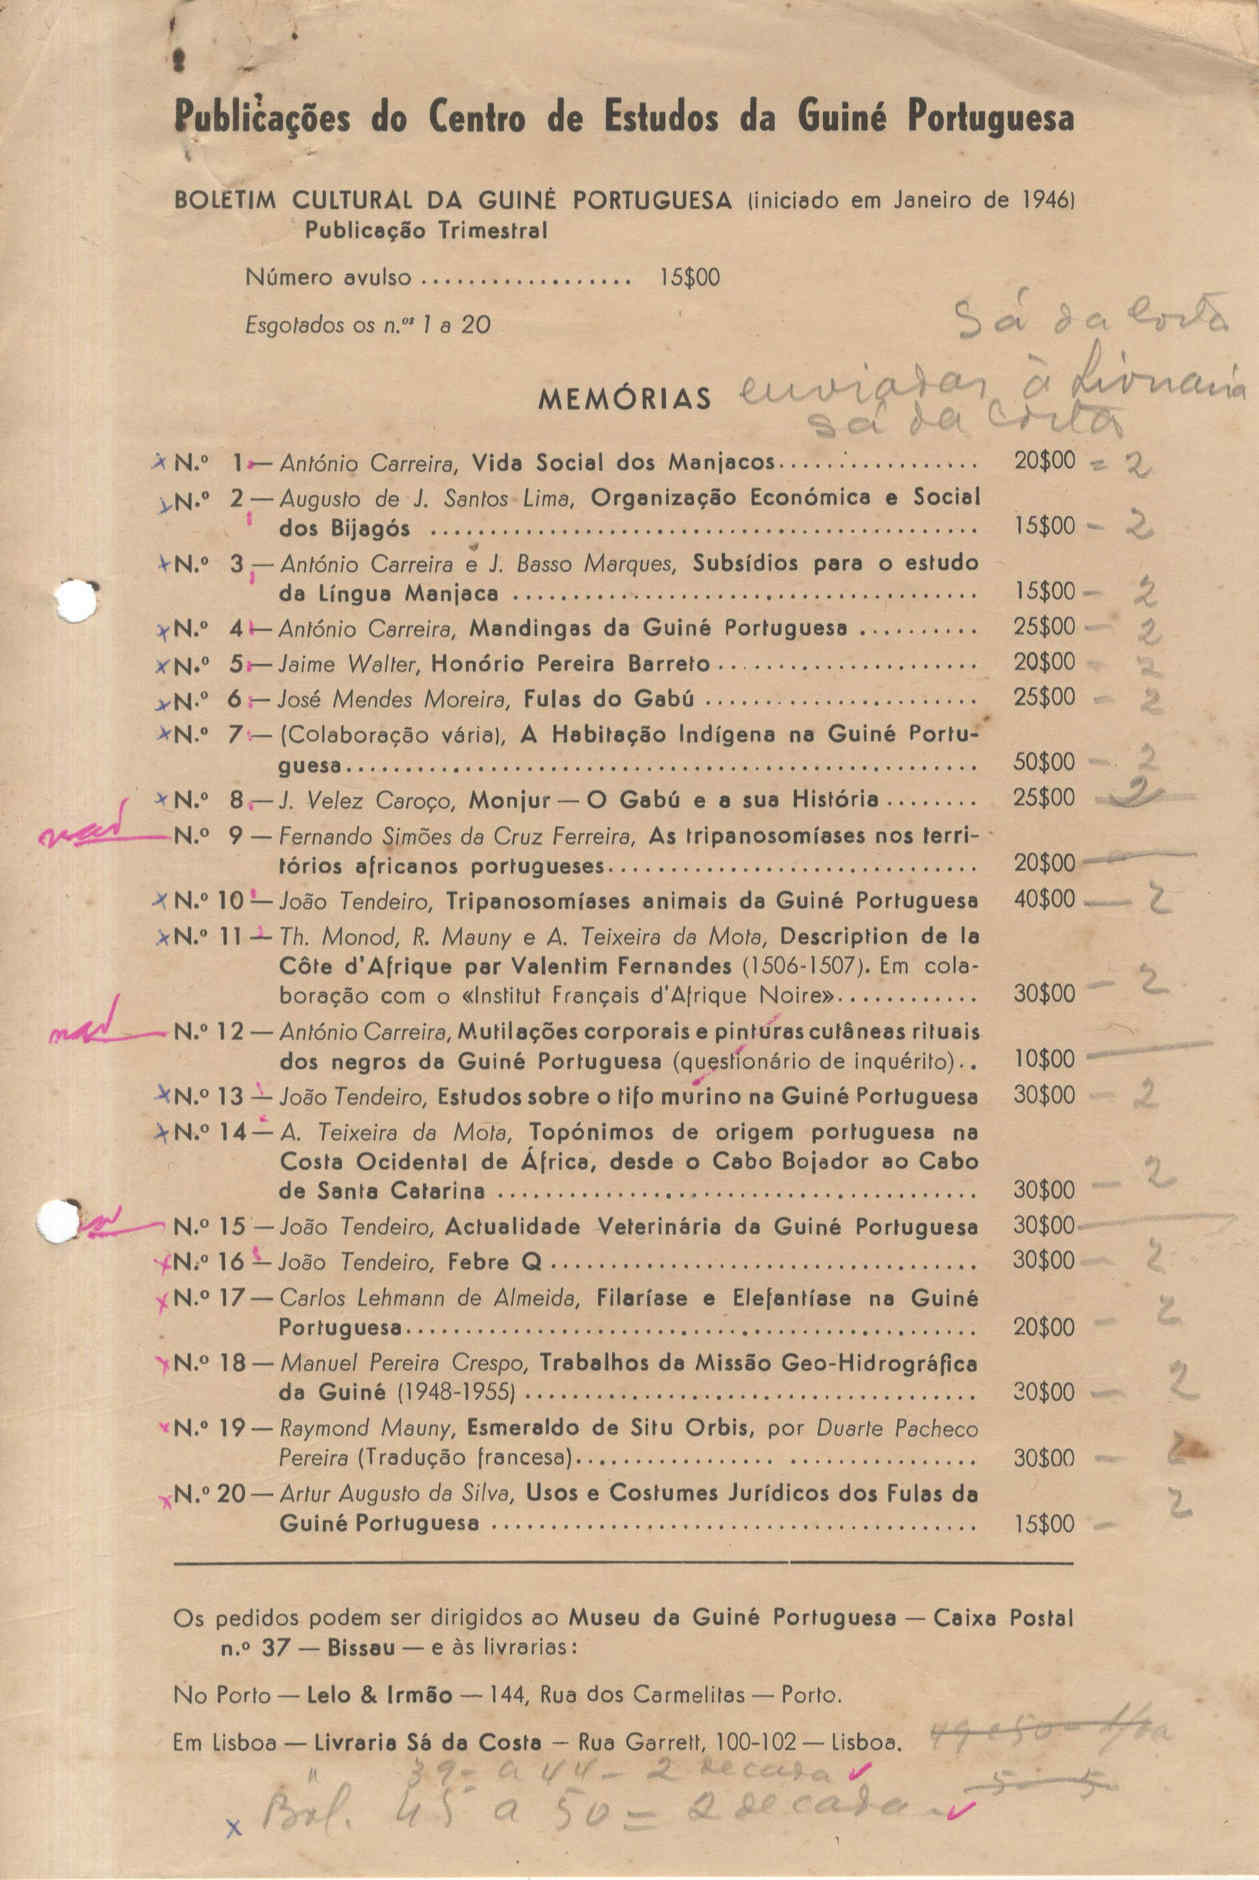 Publicações do Centro de Estudos da Guiné Portuguesa
BOLETIM CULTURAL DA GUINÉ PORTUGUESA (iniciado em Janeiro de 1946)
Publicação Trimestral
Número avulso .................. 15$00
Esgotados os n.os 1 a 20
Sá da Costa
MEMÓRIAS enviadas à Livraria
Sá da Costa
x N.º 1 — António Carreira, Vida Social dos Manjacos................. 20$00 = 2
x N.º 2 — Augusto de J. Santos Lima, Organização Económica e Social
dos Bijagós .............................................. 15$00 - 2
x N.º 3 — António Carreira e J. Basso Marques, Subsídios para o estudo
da Língua Manjaca ....................................... 15$00 - 2
x N.º 4 — António Carreira, Mandingas da Guiné Portuguesa .......... 25$00 - 2
x N.º 5 — Jaime Walter, Honório Pereira Barreto...................... 20$00 - 2
x N.º 6 — José Mendes Moreira, Fulas do Gabú ....................... 25$00 - 2
x N.º 7 — (Colaboração vária), A Habitação Indígena na Guiné Portu-
guesa..................................................... 50$00 - 2
x N.º 8 — J. Velez Caroço, Monjur — O Gabú e a sua História........ 25$00 - 2
N.º 9 — Fernando Simões da Cruz Ferreira, As tripanosomíases nos terri-
tórios africanos portugueses............................... 20$00 —
x N.º 10 — João Tendeiro, Tripanosomíases animais da Guiné Portuguesa 40$00 — 2
x N.º 11 — Th. Monod, R. Mauny e A. Teixeira da Mota, Description de la
Côte d'Afrique par Valentim Fernandes (1506-1507). Em cola-
boração com o «Institut Français d'Afrique Noire»............ 30$00 - 2
N.º 12 — António Carreira, Mutilações corporais e pinturas cutâneas rituais
dos negros da Guiné Portuguesa (questionário de inquérito).. 10$00 —
x N.º 13 — João Tendeiro, Estudos sobre o tifo murino na Guiné Portuguesa 30$00 - 2
x N.º 14 — A. Teixeira da Mota, Topónimos de origem portuguesa na
Costa Ocidental de África, desde o Cabo Bojador ao Cabo
de Santa Catarina ........................................ 30$00 - 2
N.º 15 — João Tendeiro, Actualidade Veterinária da Guiné Portuguesa 30$00 —
x N.º 16 — João Tendeiro, Febre Q.................................... 30$00 - 2
x N.º 17 — Carlos Lehmann de Almeida, Filaríase e Elefantíase na Guiné
Portuguesa................................................ 20$00 - 2
x N.º 18 — Manuel Pereira Crespo, Trabalhos da Missão Geo-Hidrográfica
da Guiné (1948-1955) ...................................... 30$00 - 2
x N.º 19 — Raymond Mauny, Esmeraldo de Situ Orbis, por Duarte Pacheco
Pereira (Tradução francesa).................................. 30$00 - 2
x N.º 20 — Artur Augusto da Silva, Usos e Costumes Jurídicos dos Fulas da
Guiné Portuguesa ......................................... 15$00 - 2
Os pedidos podem ser dirigidos ao Museu da Guiné Portuguesa — Caixa Postal
n.º 37 — Bissau — e às livrarias:
No Porto — Lelo & Irmão — 144, Rua dos Carmelitas — Porto.
Em Lisboa — Livraria Sá da Costa — Rua Garrett, 100-102 — Lisboa.
" 39 - a 44 - 2 de cada
x Bol. 45 a 50 = 2 de cada -